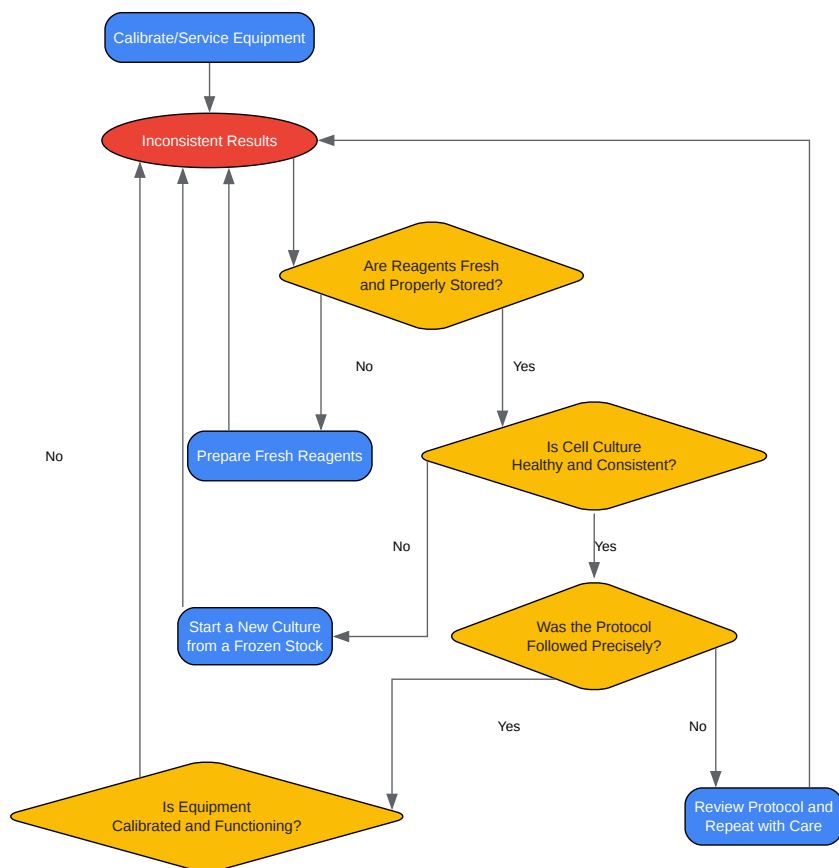 Calibrate/Service Equipment
Inconsistent Results
Are Reagents Fresh
and Properly Stored?
No
Yes
No
Prepare Fresh Reagents
Is Cell Culture
Healthy and Consistent?
No
Yes
Start a New Culture
from a Frozen Stock
Was the Protocol
Followed Precisely?
Yes
No
Is Equipment
Calibrated and Functioning?
Review Protocol and
Repeat with Care